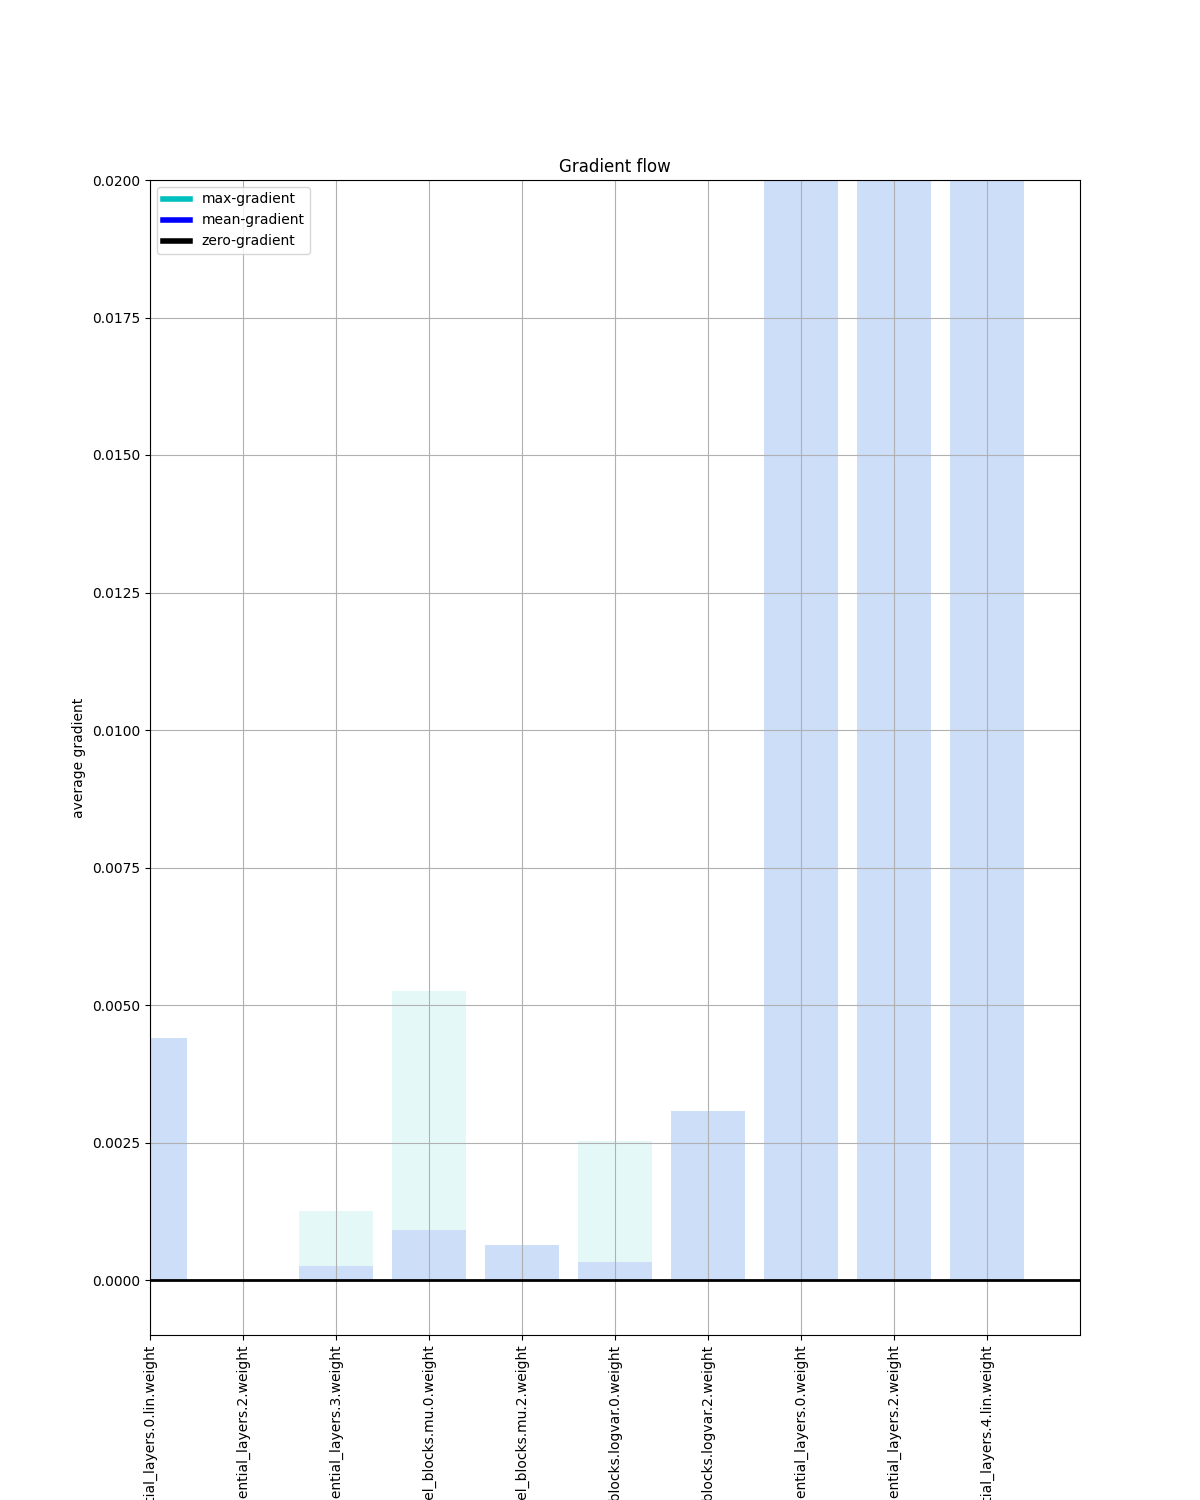 Gradient flow
max-gradient
mean-gradient
zero-gradient
0.0200
0.0175
0.0150
0.0125
0.0100
0.0075
0.0050
0.0025
0.0000
average gradient
tial_layers.0.lin.weight
ential_layers.2.weight
ential_layers.3.weight
el_blocks.mu.0.weight
el_blocks.mu.2.weight
blocks.logvar.0.weight
blocks.logvar.2.weight
ential_layers.0.weight
ential_layers.2.weight
tial_layers.4.lin.weight